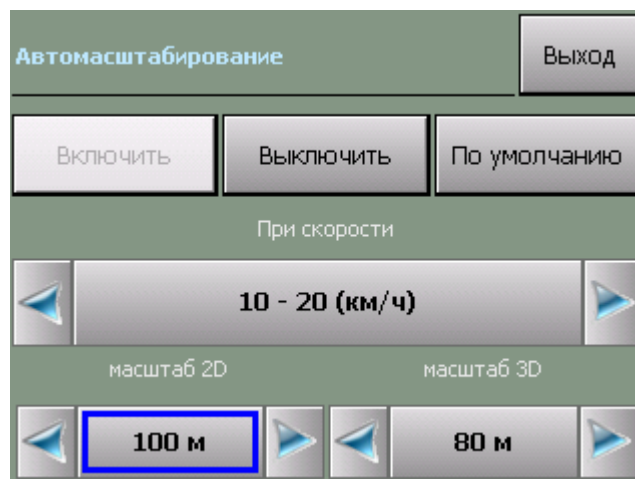 Автомасштабирование
Выход
Включить
Выключить
По умолчанию
При скорости
10 - 20 (км/ч)
масштаб 2D
масштаб 3D
100 м
80 м